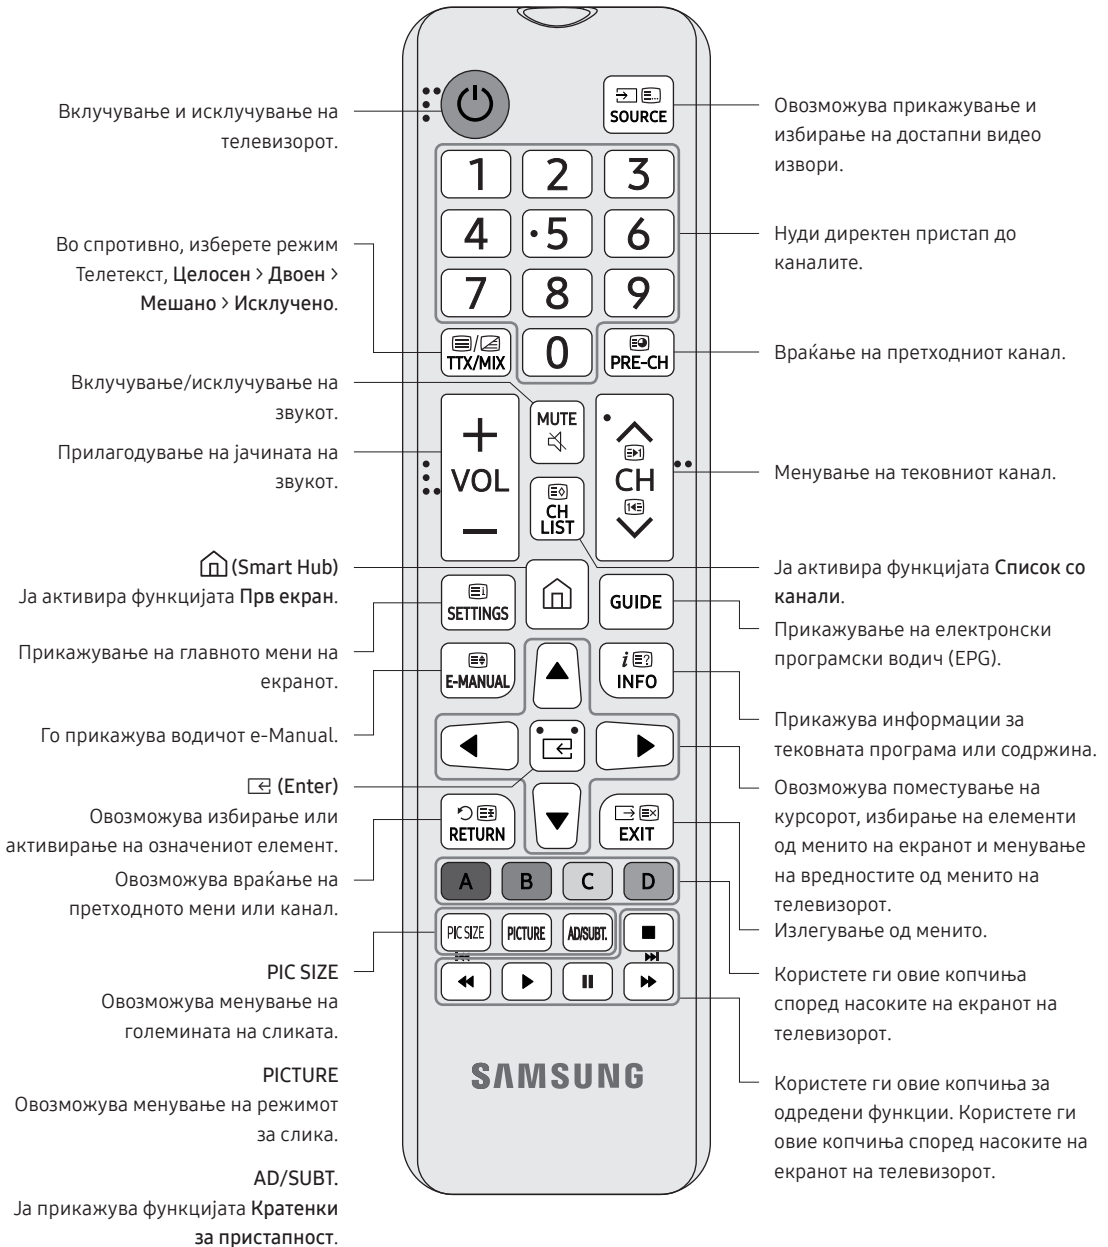 Вклучување и исклучување на
телевизорот.
Во спротивно, изберете режим
Телетекст, Целосен > Двоен >
Мешано > Исклучено.
Вклучување/исклучување на
звукот.
Прилагодување на јачината на
звукот.
(Smart Hub)
Ја активира функцијата Прв екран.
Прикажување на главното мени на
екранот.
Го прикажува водичот e-Manual.
(Enter)
Овозможува избирање или
активирање на означениот елемент.
Овозможува враќање на
претходното мени или канал.
PIC SIZE
Овозможува менување на
големината на сликата.
PICTURE
Овозможува менување на режимот
за слика.
AD/SUBT.
Ја прикажува функцијата Кратенки
за пристапност.
SOURCE
1 2 3
4 5 6
7 8 9
TTX/MIX 0 PRE-CH
MUTE
VOL
CH
CH
LIST
SETTINGS
GUIDE
E-MANUAL
i
INFO
RETURN
EXIT
A B C D
PIC SIZE PICTURE AD/SUBT.
SAMSUNG
Овозможува прикажување и
избирање на достапни видео
извори.
Нуди директен пристап до
каналите.
Враќање на претходниот канал.
Менување на тековниот канал.
Ја активира функцијата Список со
канали.
Прикажување на електронски
програмски водич (EPG).
Прикажува информации за
тековната програма или содржина.
Овозможува поместување на
курсорот, избирање на елементи
од менито на екранот и менување
на вредностите од менито на
телевизорот.
Излегување од менито.
Користете ги овие копчиња
според насоките на екранот на
телевизорот.
Користете ги овие копчиња за
одредени функции. Користете ги
овие копчиња според насоките на
екранот на телевизорот.